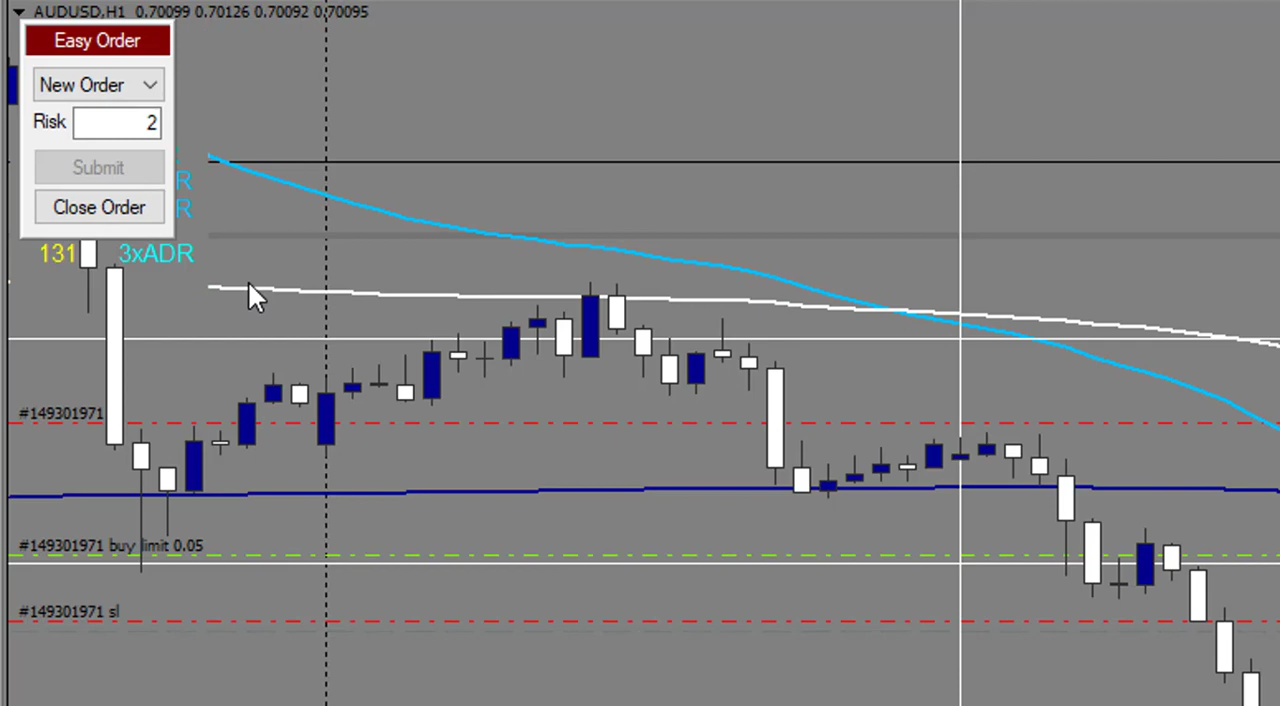 AUDUSD,H1 0.70099 0.70126 0.70092 0.70095
Easy Order
New Order
Risk 2
Submit
R
Close Order
R
131 3xADR
#149301971
#149301971 buy limit 0.05
#149301971 sl